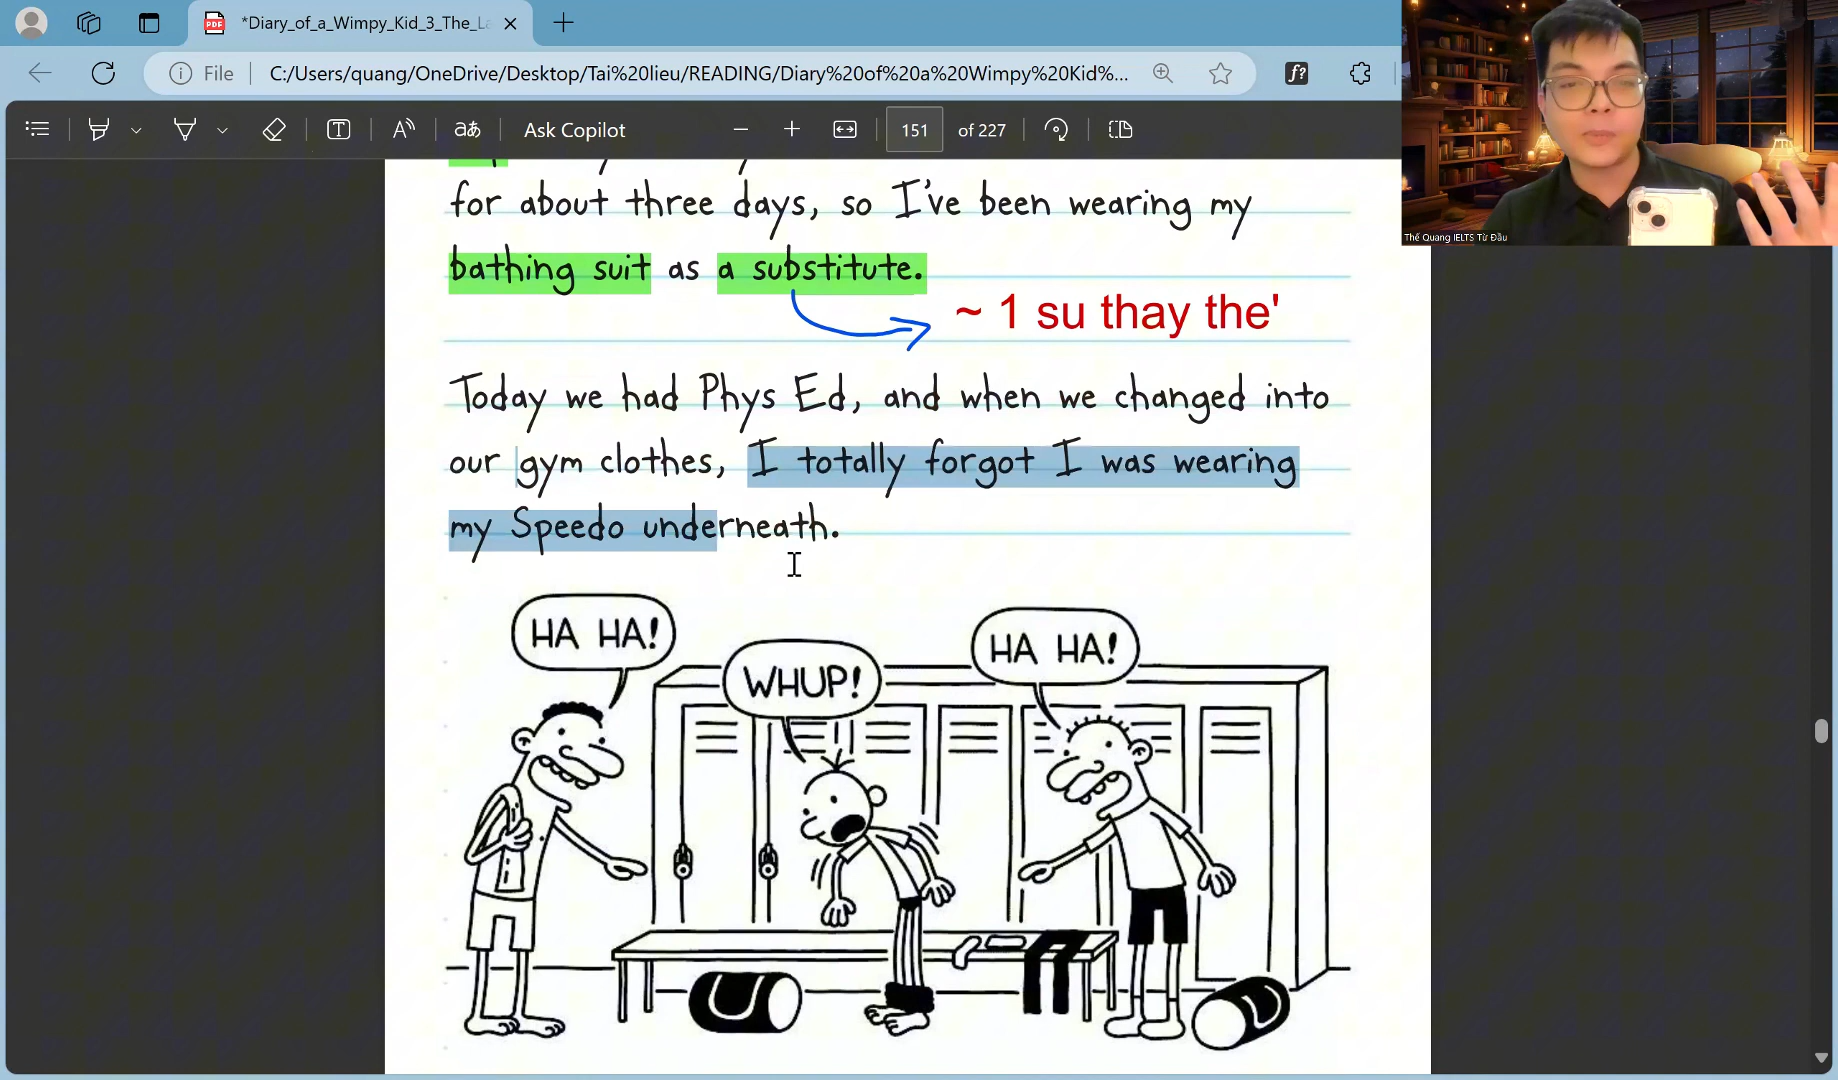 *Diary_of_a_Wimpy_Kid_3_The_La
File
C:/Users/quang/OneDrive/Desktop/Tai%20lieu/READING/Diary%20of%20a%20Wimpy%20Kid%...
Ask Copilot
151 of 227
Thế Quang IELTS Từ Đầu
for about three days, so I've been wearing my
bathing suit as a substitute.
~ 1 su thay the'
Today we had Phys Ed, and when we changed into
our gym clothes, I totally forgot I was wearing
my Speedo underneath.
HA HA!
WHUP!
HA HA!